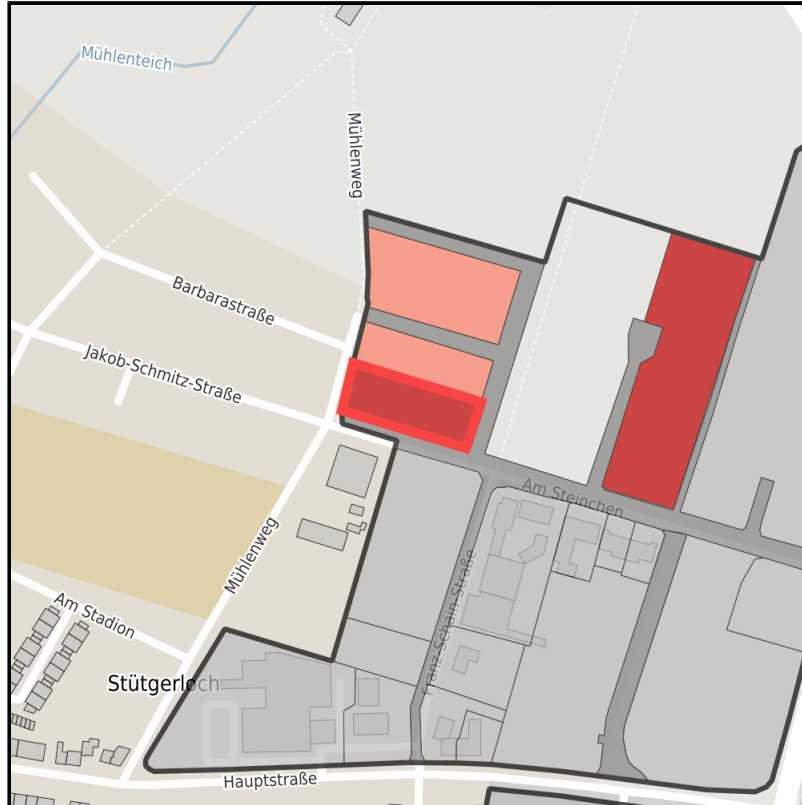 Mühlenteich
Mühlenweg
Barbarastraße
Jakob-Schmitz-Straße
Am Steinchen
Mühlenweg
Franz-Schain-Straße
Am Stadion
Stütgerloch
Hauptstraße